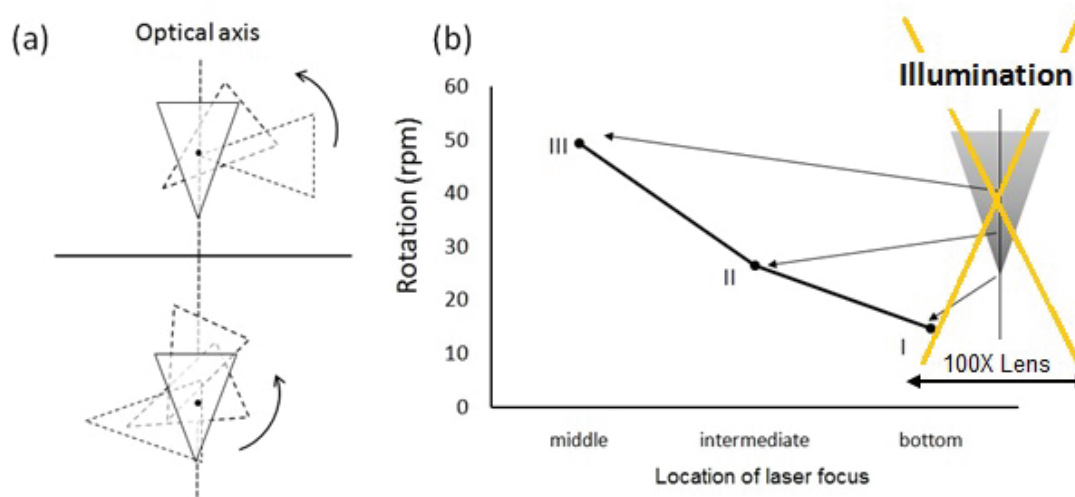 (a)
Optical axis
(b)
Illumination
Rotation (rpm)
60
50
40
30
20
10
0
III
II
I
100X Lens
middle intermediate bottom
Location of laser focus